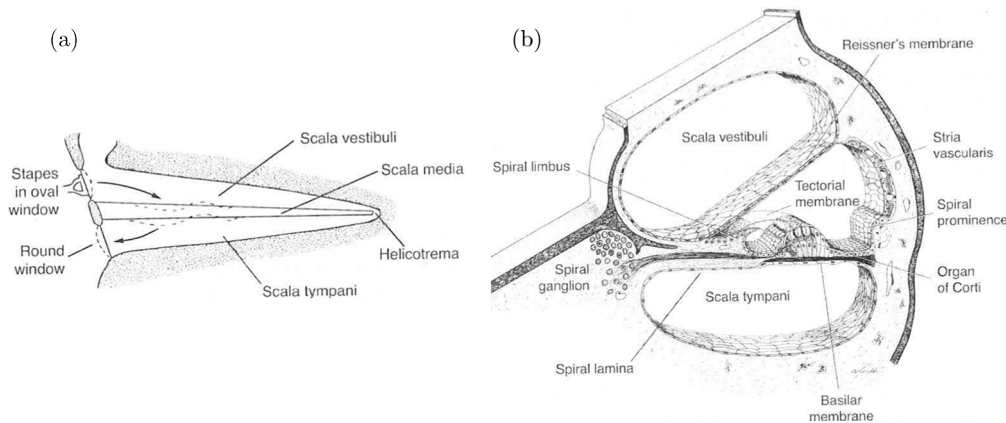 (a)
Scala vestibuli
Scala media
Stapes
in oval
window
Round
window
Helicotrema
Scala tympani
(b)
Reissner's membrane
Scala vestibuli
Stria
vascularis
Spiral limbus
Tectorial
membrane
Spiral
prominence
Spiral
ganglion
Organ
of Corti
Scala tympani
Spiral lamina
Basilar
membrane